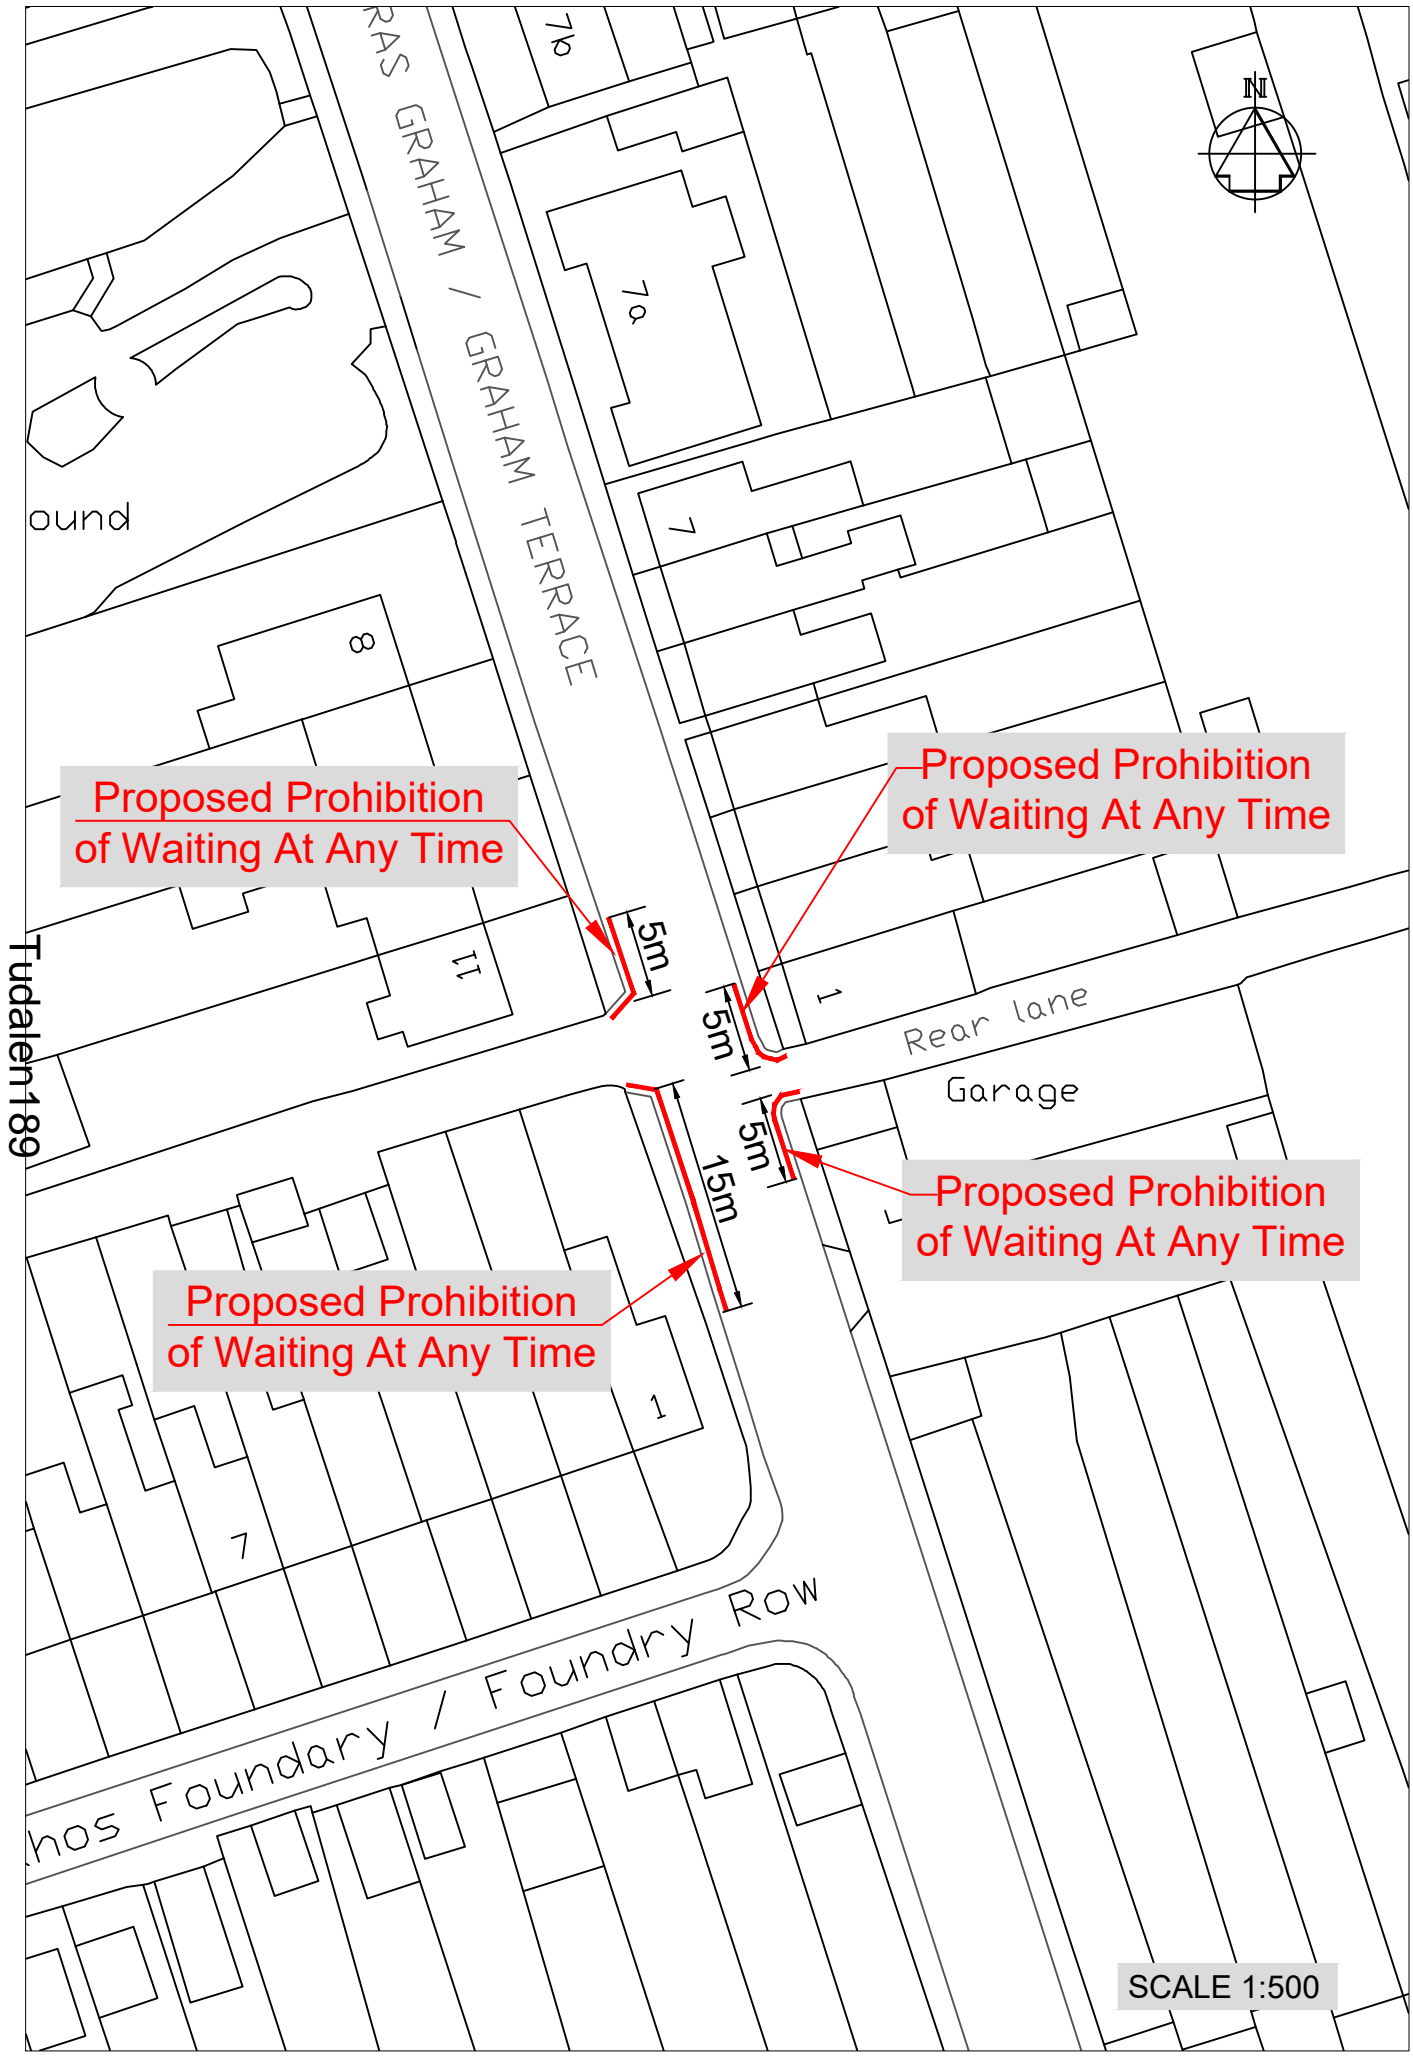 RAS GRAHAM / GRAHAM TERRACE
7b
N
7a
ound
7
8
Proposed Prohibition
of Waiting At Any Time
Proposed Prohibition
of Waiting At Any Time
5m
11
5m
1
Rear lane
Garage
Tudalen189
5m
15m
Proposed Prohibition
of Waiting At Any Time
Proposed Prohibition
of Waiting At Any Time
1
7
hos Foundary / Foundry Row
SCALE 1:500